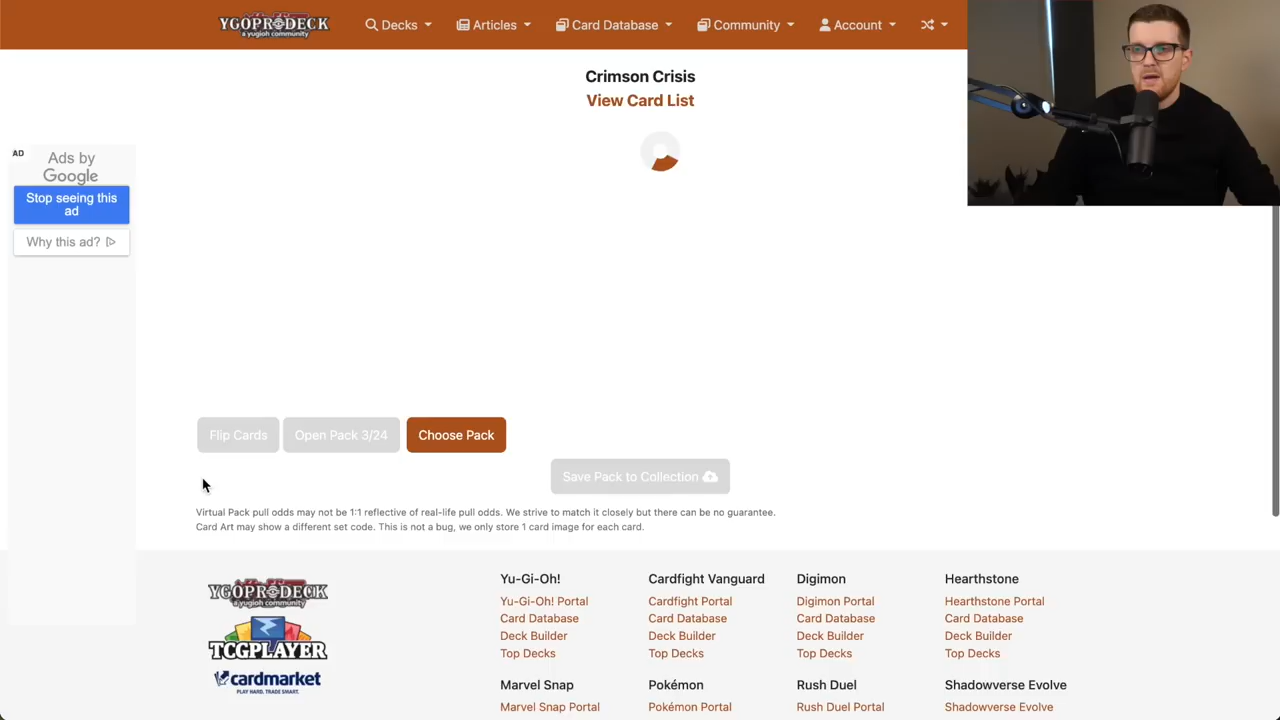 YGOPRODECK
a yugioh community
Decks
Articles
Card Database
Community
Account
Crimson Crisis
View Card List
AD
Ads by
Google
Stop seeing this
ad
Why this ad?
Flip Cards
Open Pack 3/24
Choose Pack
Save Pack to Collection
Virtual Pack pull odds may not be 1:1 reflective of real-life pull odds. We strive to match it closely but there can be no guarantee.
Card Art may show a different set code. This is not a bug, we only store 1 card image for each card.
YGOPRODECK
a yugioh community
TCGPLAYER
cardmarket
PLAY HARD. TRADE SMART.
Yu-Gi-Oh!
Yu-Gi-Oh! Portal
Card Database
Deck Builder
Top Decks
Cardfight Vanguard
Cardfight Portal
Card Database
Deck Builder
Top Decks
Digimon
Digimon Portal
Card Database
Deck Builder
Top Decks
Hearthstone
Hearthstone Portal
Card Database
Deck Builder
Top Decks
Marvel Snap
Marvel Snap Portal
Pokémon
Pokémon Portal
Rush Duel
Rush Duel Portal
Shadowverse Evolve
Shadowverse Evolve